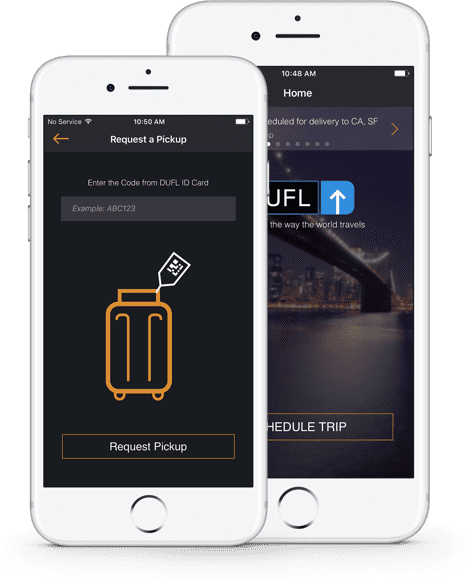 No Service 10:50 AM
Request a Pickup
Enter the Code from DUFL ID Card
Example: ABC123
Request Pickup
10:48 AM
Home
for delivery to CA, SF
UFL
the way the world travels
HEDULE TRIP